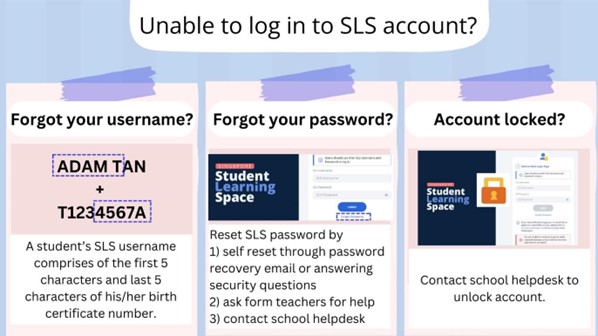 Unable to log in to SLS account?
Forgot your username?
ADAM TAN
+
T1234567A
A student's SLS username
comprises of the first 5
characters and last 5
characters of his/her birth
certificate number.
Forgot your password?
SINGAPORE
Student
Learning
Space
Reset SLS password by
1) self reset through password
recovery email or answering
security questions
2) ask form teachers for help
3) contact school helpdesk
Account locked?
Student
Learning
Space
Contact school helpdesk to
unlock account.